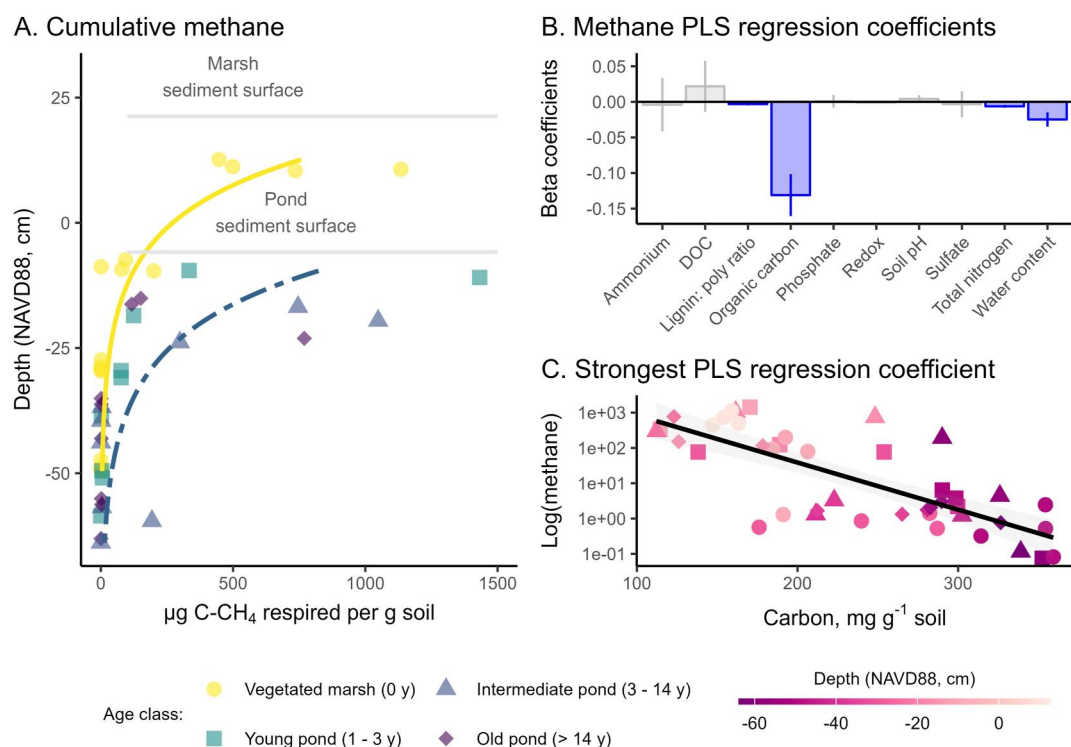 A. Cumulative methane
Marsh
sediment surface
Pond
sediment surface
Depth (NAVD88, cm)
25
0
-25
-50
0
500
1000
1500
µg C-CH₄ respired per g soil
B. Methane PLS regression coefficients
Beta coefficients
0.05
0.00
-0.05
-0.10
-0.15
Ammonium
DOC
Lignin: poly ratio
Organic carbon
Phosphate
Redox
Soil pH
Sulfate
Total nitrogen
Water content
C. Strongest PLS regression coefficient
Log(methane)
1e+03
1e+02
1e+01
1e+00
1e-01
100
200
300
Carbon, mg g⁻¹ soil
Age class:
Vegetated marsh (0 y)
Intermediate pond (3 - 14 y)
Young pond (1 - 3 y)
Old pond (> 14 y)
Depth (NAVD88, cm)
-60
-40
-20
0